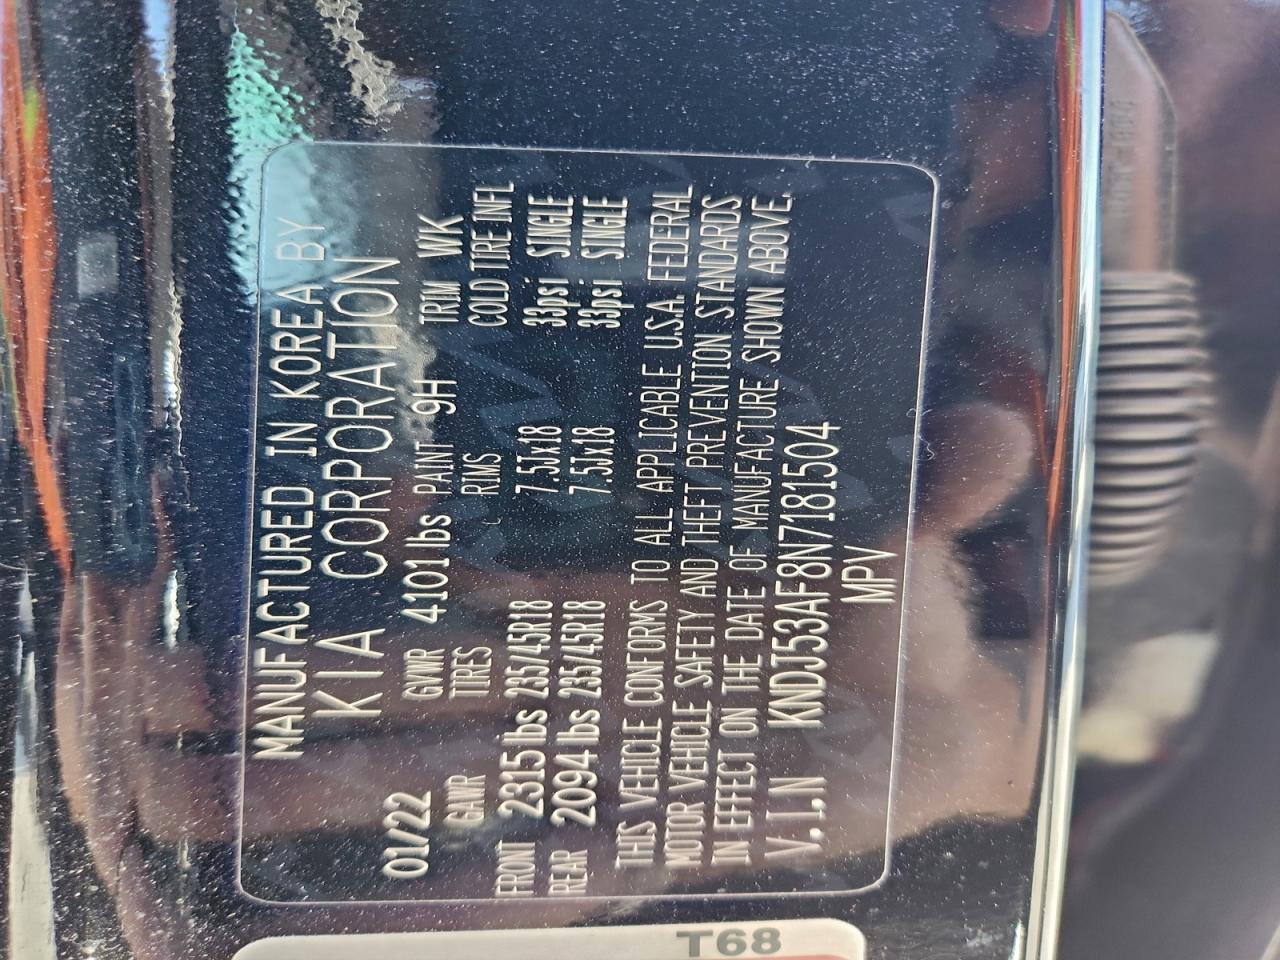 MANUFACTURED IN KOREA BY
KIA CORPORATION
01/22 GVWR 4101 lbs PAINT 9H TRIM WK
GAWR TIRES RIMS COLD TIRE INFL
FRONT 2315 lbs 235/45R18 7.5Jx18 33psi SINGLE
REAR 2094 lbs 235/45R18 7.5Jx18 33psi SINGLE
THIS VEHICLE CONFORMS TO ALL APPLICABLE U.S.A. FEDERAL
MOTOR VEHICLE SAFETY AND THEFT PREVENTION STANDARDS
IN EFFECT ON THE DATE OF MANUFACTURE SHOWN ABOVE.
V.I.N KNDJ53AF8N7181504
MPV
T68